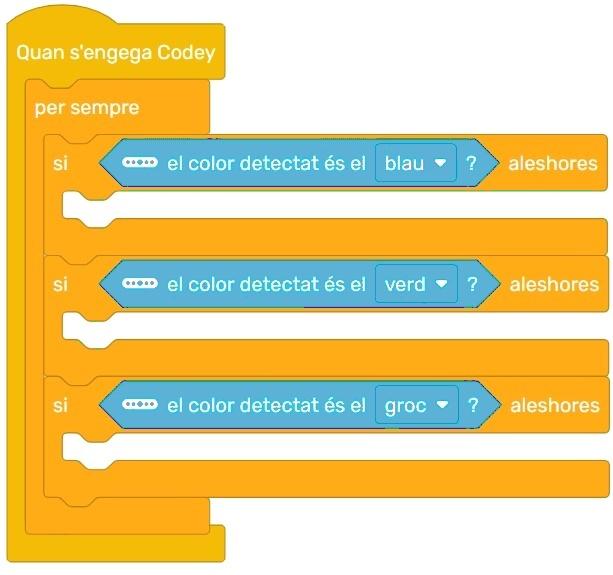 Quan s'engega Codey
per sempre
si el color detectat és el blau ? aleshores
si el color detectat és el verd ? aleshores
si el color detectat és el groc ? aleshores